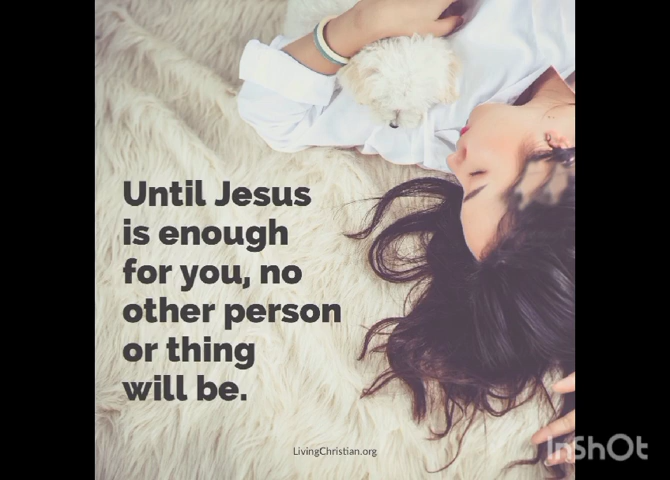 Until Jesus
is enough
for you, no
other person
or thing
will be.
LivingChristian.org
InShOt